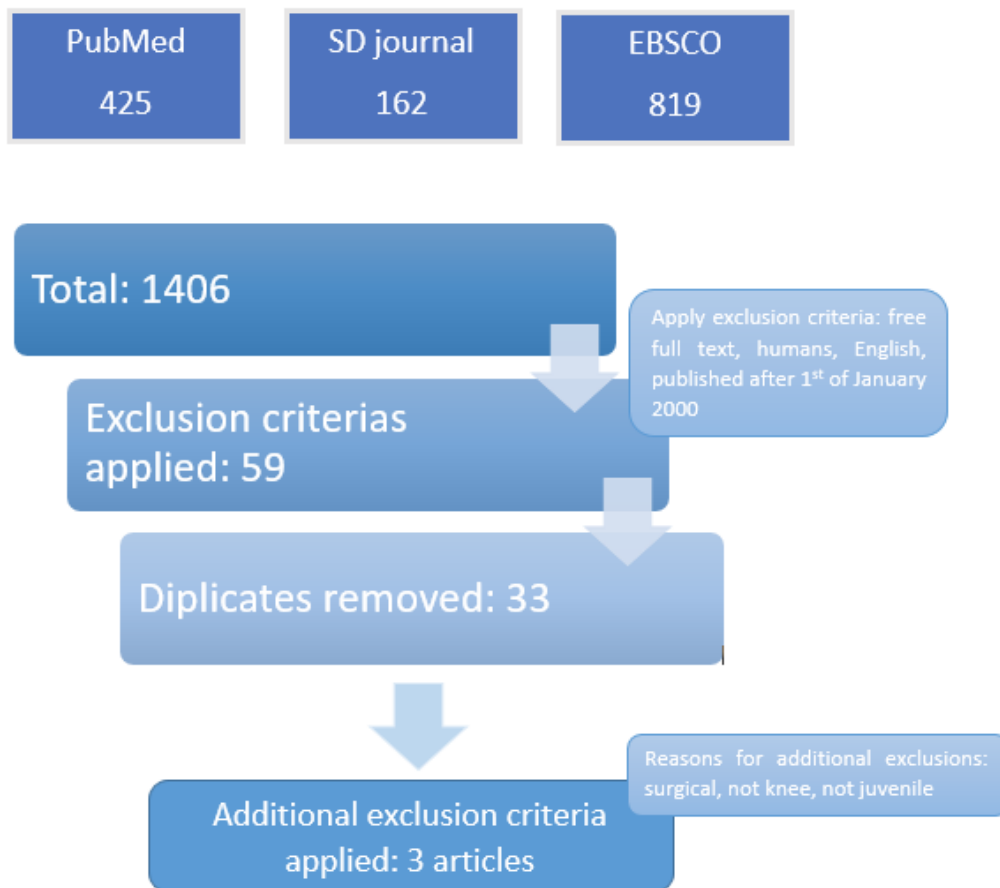 PubMed
425
SD journal
162
EBSCO
819
Total: 1406
Apply exclusion criteria: free
full text, humans, English,
published after 1st of January
2000
Exclusion criterias
applied: 59
Diplicates removed: 33
Reasons for additional exclusions:
surgical, not knee, not juvenile
Additional exclusion criteria
applied: 3 articles